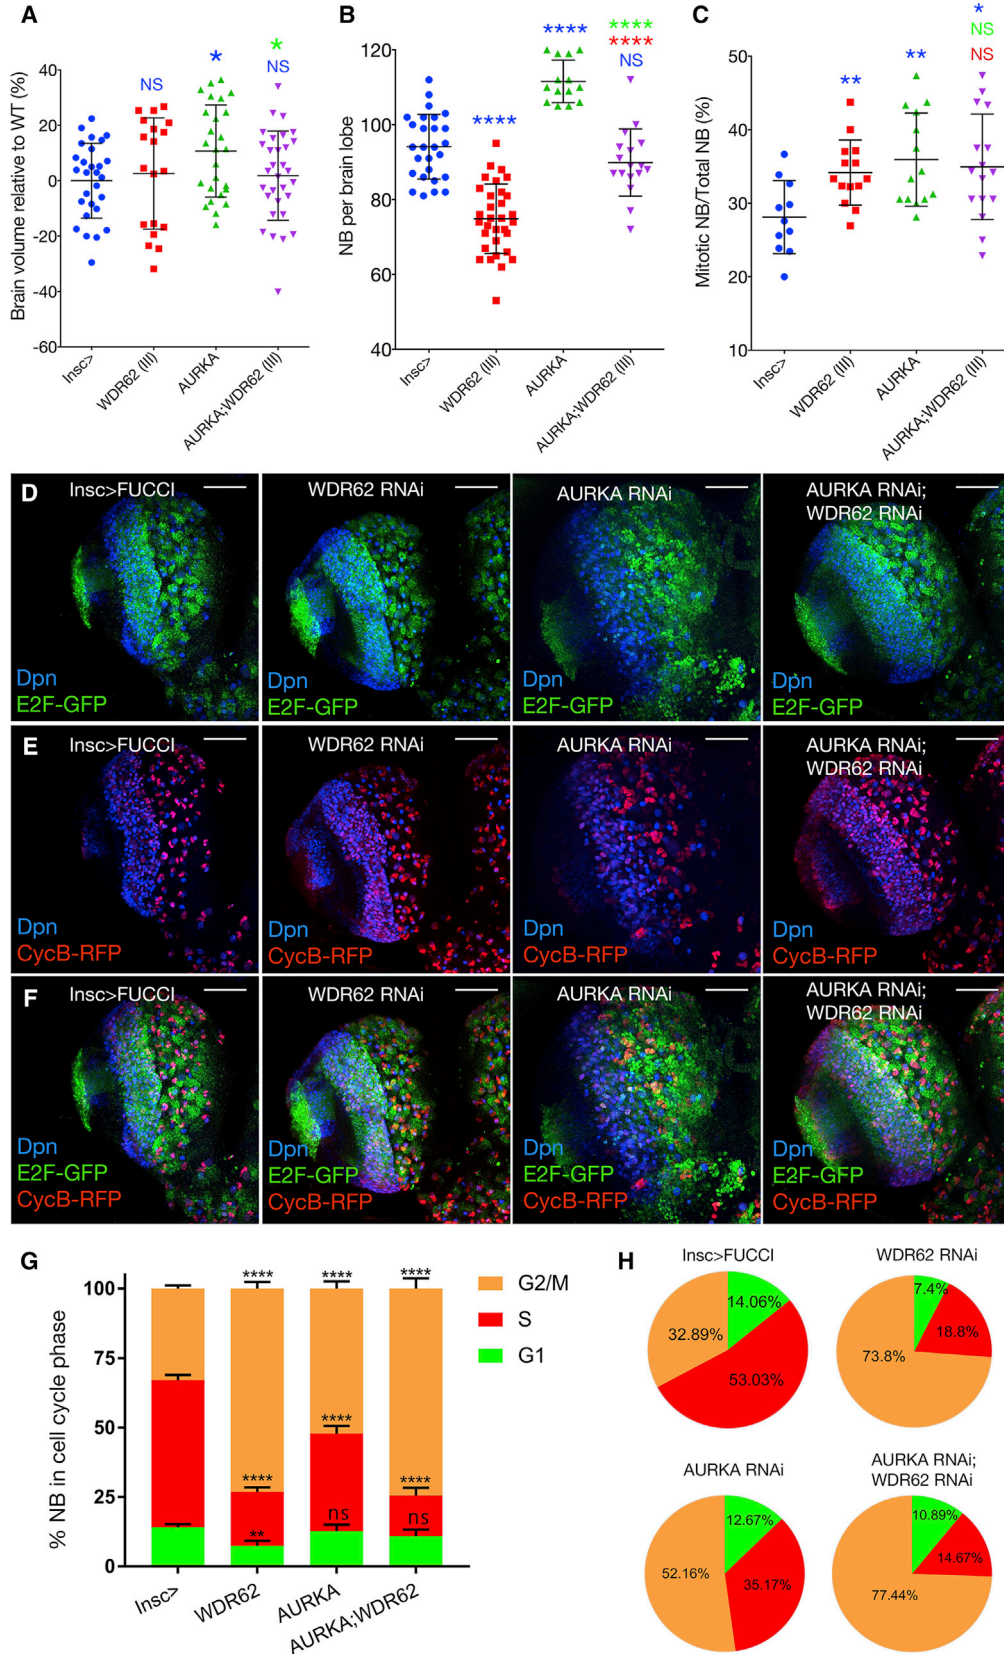 A
Brain volume relative to WT (%)
40
20
0
-20
-40
-60
NS
*
*
NS
Insc>
WDR62 (III)
AURKA
AURKA;WDR62 (III)
B
NB per brain lobe
120
100
80
60
40
****
****
****
****
NS
Insc>
WDR62 (III)
AURKA
AURKA;WDR62 (III)
C
Mitotic NB/Total NB (%)
50
40
30
20
10
**
**
*
NS
NS
Insc>
WDR62 (III)
AURKA
AURKA;WDR62 (III)
D
Insc>FUCCI
Dpn
E2F-GFP
WDR62 RNAi
Dpn
E2F-GFP
AURKA RNAi
Dpn
E2F-GFP
AURKA RNAi;
WDR62 RNAi
Dpn
E2F-GFP
E
Insc>FUCCI
Dpn
CycB-RFP
WDR62 RNAi
Dpn
CycB-RFP
AURKA RNAi
Dpn
CycB-RFP
AURKA RNAi;
WDR62 RNAi
Dpn
CycB-RFP
F
Insc>FUCCI
Dpn
E2F-GFP
CycB-RFP
WDR62 RNAi
Dpn
E2F-GFP
CycB-RFP
AURKA RNAi
Dpn
E2F-GFP
CycB-RFP
AURKA RNAi;
WDR62 RNAi
Dpn
E2F-GFP
CycB-RFP
G
% NB in cell cycle phase
100
75
50
25
0
****
****
****
****
****
****
**
ns
ns
Insc>
WDR62
AURKA
AURKA;WDR62
G2/M
S
G1
H
Insc>FUCCI
14.06%
32.89%
53.03%
WDR62 RNAi
7.4%
18.8%
73.8%
AURKA RNAi
12.67%
52.16%
35.17%
AURKA RNAi;
WDR62 RNAi
10.89%
14.67%
77.44%